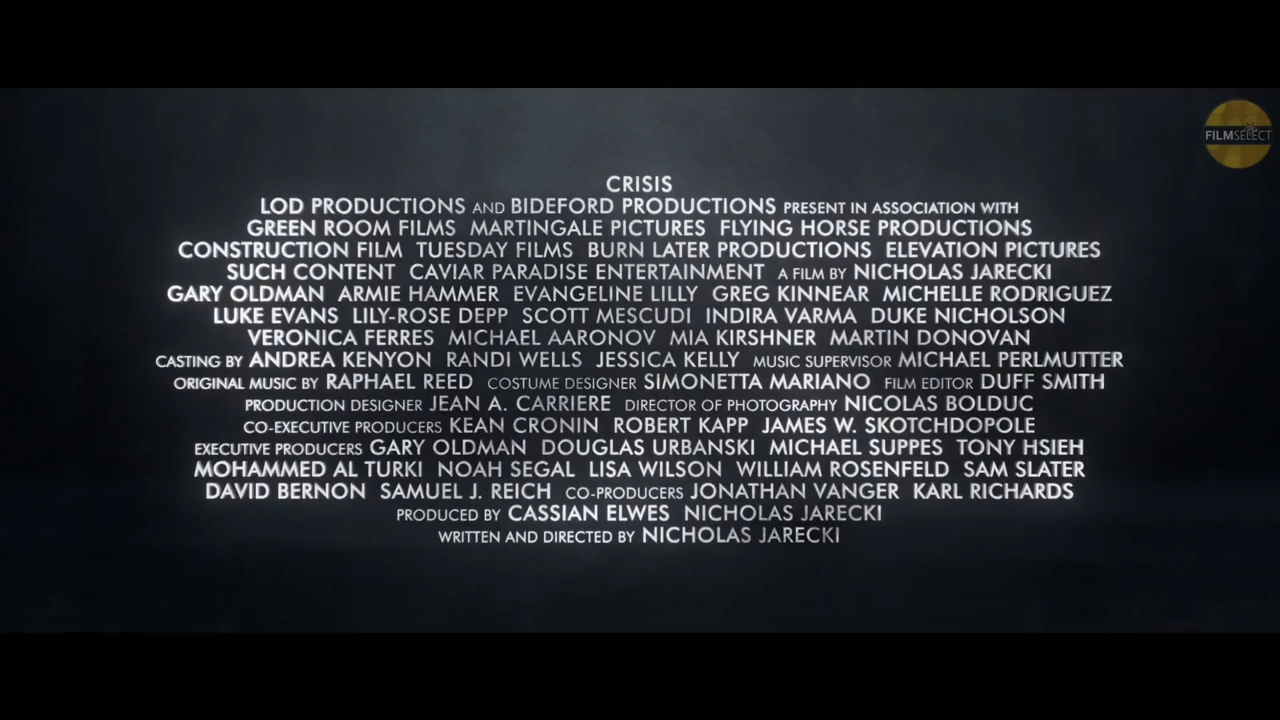 FILMSELECT
CRISIS
LOD PRODUCTIONS AND BIDEFORD PRODUCTIONS PRESENT IN ASSOCIATION WITH
GREEN ROOM FILMS MARTINGALE PICTURES FLYING HORSE PRODUCTIONS
CONSTRUCTION FILM TUESDAY FILMS BURN LATER PRODUCTIONS ELEVATION PICTURES
SUCH CONTENT CAVIAR PARADISE ENTERTAINMENT A FILM BY NICHOLAS JARECKI
GARY OLDMAN ARMIE HAMMER EVANGELINE LILLY GREG KINNEAR MICHELLE RODRIGUEZ
LUKE EVANS LILY-ROSE DEPP SCOTT MESCUDI INDIRA VARMA DUKE NICHOLSON
VERONICA FERRES MICHAEL AARONOV MIA KIRSHNER MARTIN DONOVAN
CASTING BY ANDREA KENYON RANDI WELLS JESSICA KELLY MUSIC SUPERVISOR MICHAEL PERLMUTTER
ORIGINAL MUSIC BY RAPHAEL REED COSTUME DESIGNER SIMONETTA MARIANO FILM EDITOR DUFF SMITH
PRODUCTION DESIGNER JEAN A. CARRIERE DIRECTOR OF PHOTOGRAPHY NICOLAS BOLDUC
CO-EXECUTIVE PRODUCERS KEAN CRONIN ROBERT KAPP JAMES W. SKOTCHDOPOLE
EXECUTIVE PRODUCERS GARY OLDMAN DOUGLAS URBANSKI MICHAEL SUPPES TONY HSIEH
MOHAMMED AL TURKI NOAH SEGAL LISA WILSON WILLIAM ROSENFELD SAM SLATER
DAVID BERNON SAMUEL J. REICH CO-PRODUCERS JONATHAN VANGER KARL RICHARDS
PRODUCED BY CASSIAN ELWES NICHOLAS JARECKI
WRITTEN AND DIRECTED BY NICHOLAS JARECKI